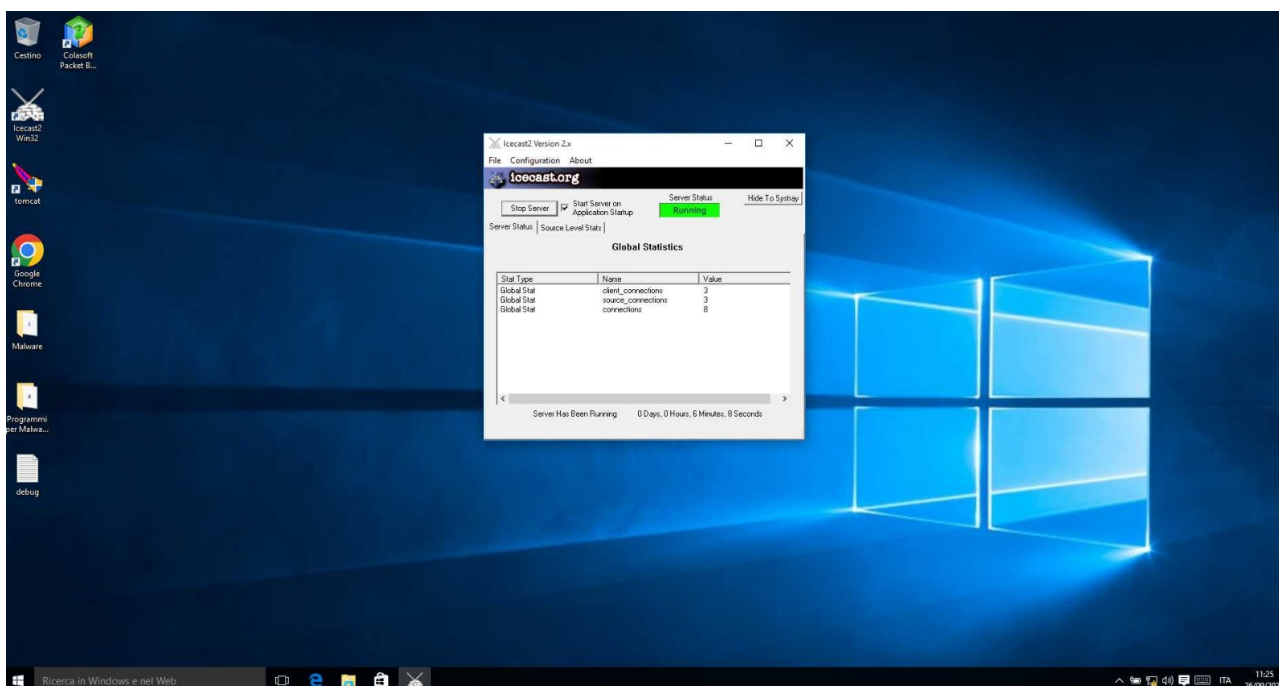 Cestino
Colasoft
Packet B...
Icecast2
Win32
tomcat
Google
Chrome
Malware
Programmi
per Malwa...
debug
Icecast2 Version 2.x
File Configuration About
icecast.org
Stop Server
Start Server on
Application Startup
Server Status
Running
Hide To Systray
Server Status Source Level Stats
Global Statistics
Stat Type Name Value
Global Stat client_connections 3
Global Stat source_connections 3
Global Stat connections 8
Server Has Been Running 0 Days, 0 Hours, 6 Minutes, 8 Seconds
Ricerca in Windows e nel Web
ITA
11:25